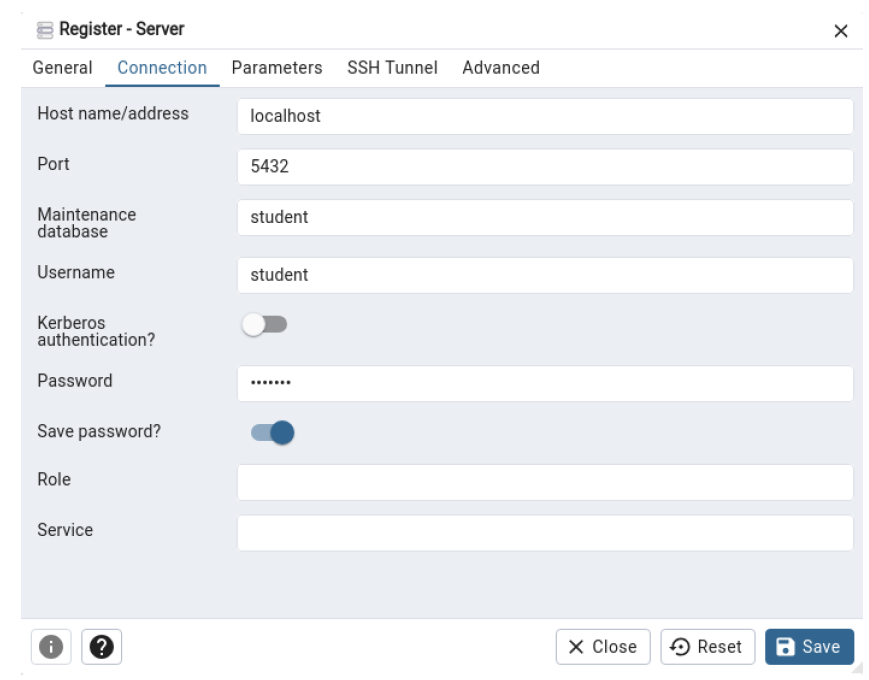 Register - Server
General Connection Parameters SSH Tunnel Advanced
Host name/address localhost
Port 5432
Maintenance
database student
Username student
Kerberos
authentication?
Password •••••••
Save password?
Role
Service
Close Reset Save